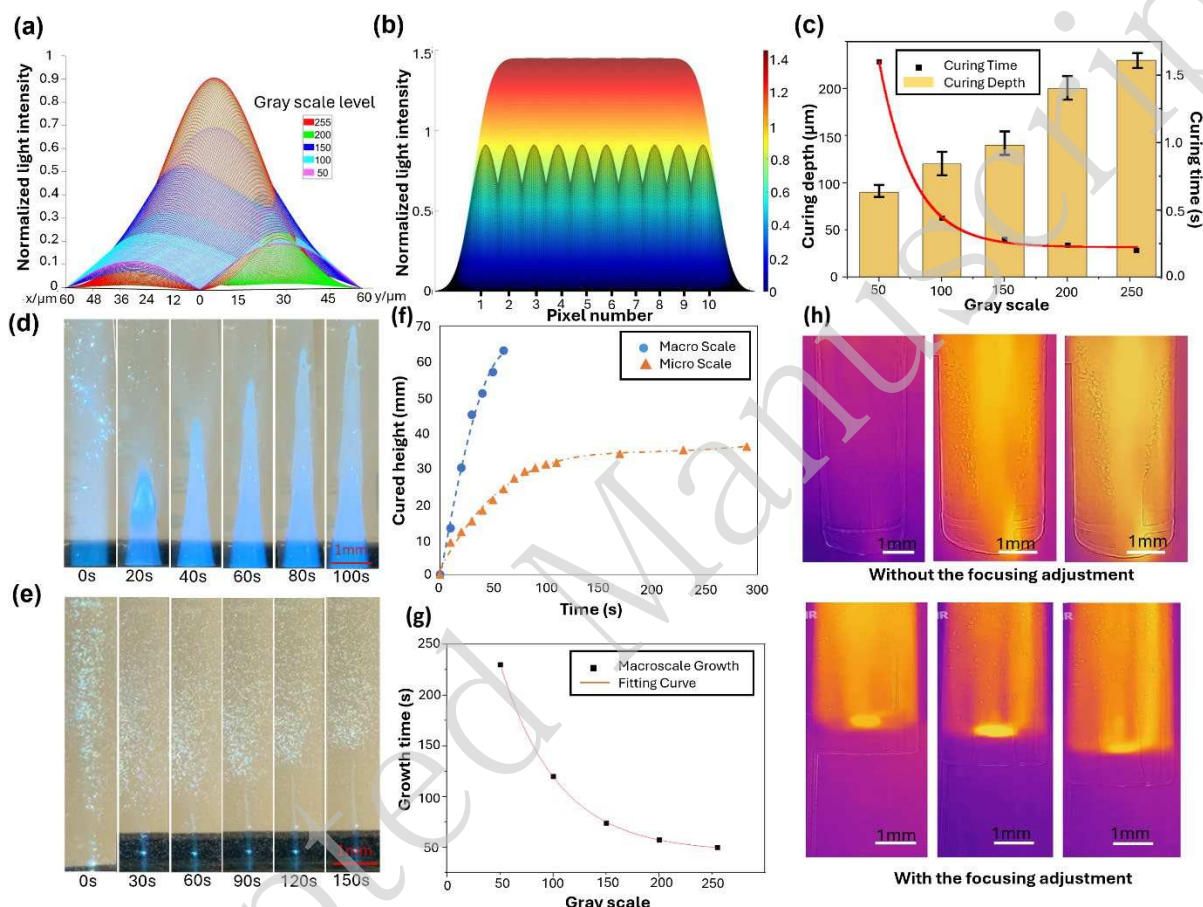 (a)
Normalized light intensity
1
0.9
0.8
0.7
0.6
0.5
0.4
0.3
0.2
0.1
0
Gray scale level
255
200
150
100
50
x/μm
60 48 36 24 12 0 15 30 45 60 y/μm
(b)
Normalized light intensity
1.5
1
0.5
0
1 2 3 4 5 6 7 8 9 10
Pixel number
1.4
1.2
1
0.8
0.6
0.4
0.2
0
(c)
Curing depth (μm)
200
150
100
50
0
Curing Time
Curing Depth
50 100 150 200 250
Gray scale
1.5
1.0
0.5
0.0
Curing time (s)
(d)
1mm
0s 20s 40s 60s 80s 100s
(e)
1mm
0s 30s 60s 90s 120s 150s
(f)
Cured height (mm)
70
60
50
40
30
20
10
0
Macro Scale
Micro Scale
0 50 100 150 200 250 300
Time (s)
(g)
Growth time (s)
250
200
150
100
50
Macroscale Growth
Fitting Curve
0 50 100 150 200 250
Gray scale
(h)
1mm 1mm 1mm
Without the focusing adjustment
1mm 1mm 1mm
With the focusing adjustment